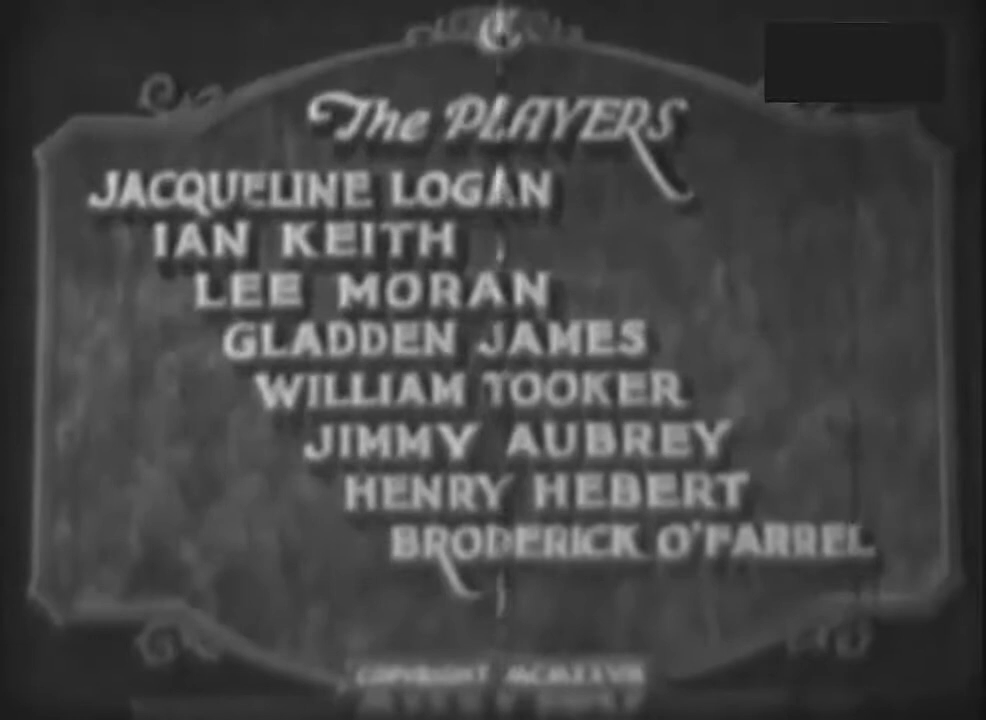 The PLAYERS
JACQUELINE LOGAN
IAN KEITH
LEE MORAN
GLADDEN JAMES
WILLIAM TOOKER
JIMMY AUBREY
HENRY HEBERT
BRODERICK O'FARREL
COPYRIGHT